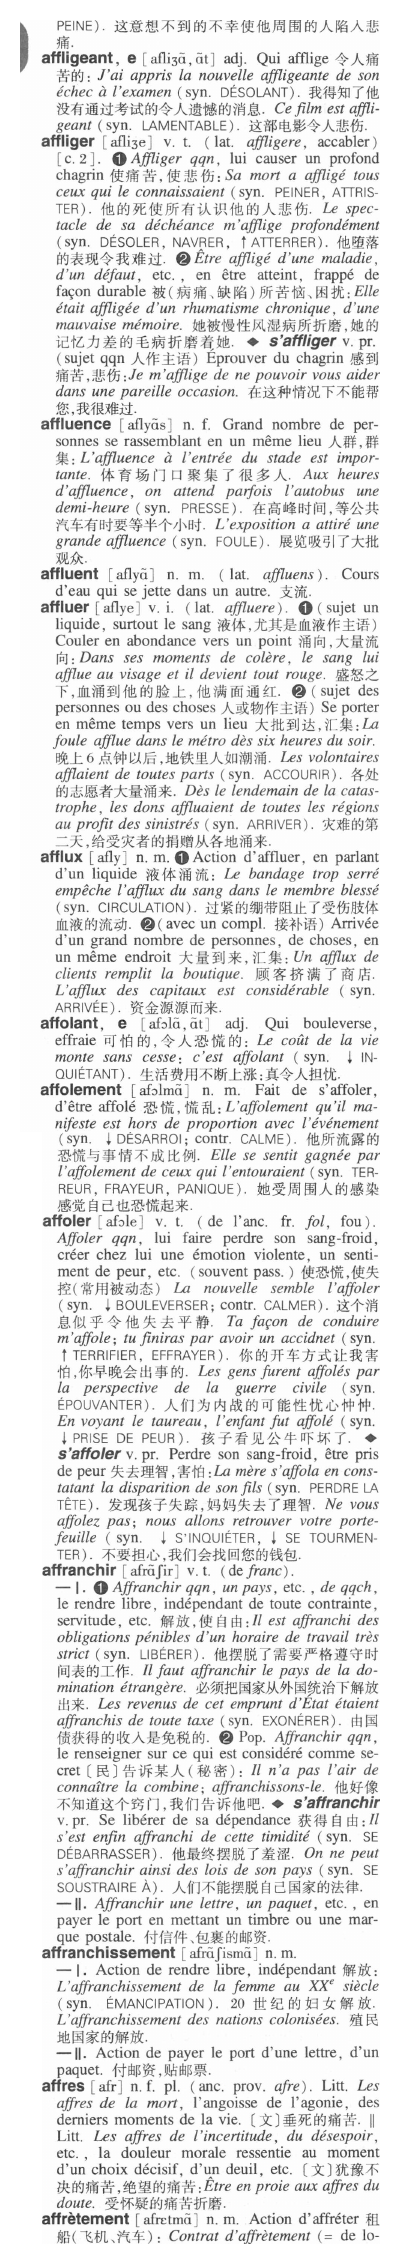 PEINE). 这意想不到的不幸使他周围的人陷入悲
痛.
affligeant, e [afliʒɑ̃, ɑ̃t] adj. Qui afflige 令人痛
苦的: J'ai appris la nouvelle affligeante de son
échec à l'examen (syn. DÉSOLANT). 我得知了他
没有通过考试的令人遗憾的消息. Ce film est affli-
geant (syn. LAMENTABLE). 这部电影令人悲伤.
affliger [afliʒe] v. t. (lat. affligere, accabler)
[c. 2]. ❶ Affliger qqn, lui causer un profond
chagrin 使痛苦,使悲伤: Sa mort a affligé tous
ceux qui le connaissaient (syn. PEINER, ATTRIS-
TER). 他的死使所有认识他的人悲伤. Le spec-
tacle de sa déchéance m'afflige profondément
(syn. DÉSOLER, NAVRER, ↑ATTERRER). 他堕落
的表现令我难过. ❷ Être affligé d'une maladie,
d'un défaut, etc., en être atteint, frappé de
façon durable 被(病痛、缺陷)所苦恼、困扰: Elle
était affligée d'un rhumatisme chronique, d'une
mauvaise mémoire. 她被慢性风湿病所折磨,她的
记忆力差的毛病折磨着她. ◆ s'affliger v. pr.
(sujet qqn 人作主语) Éprouver du chagrin 感到
痛苦,悲伤: Je m'afflige de ne pouvoir vous aider
dans une pareille occasion. 在这种情况下不能帮
您,我很难过.
affluence [aflyɑ̃s] n. f. Grand nombre de per-
sonnes se rassemblant en un même lieu 人群,群
集: L'affluence à l'entrée du stade est impor-
tante. 体育场门口聚集了很多人. Aux heures
d'affluence, on attend parfois l'autobus une
demi-heure (syn. PRESSE). 在高峰时间,等公共
汽车有时要等半个小时. L'exposition a attiré une
grande affluence (syn. FOULE). 展览吸引了大批
观众.
affluent [aflyɑ̃] n. m. (lat. affluens). Cours
d'eau qui se jette dans un autre. 支流.
affluer [aflye] v. i. (lat. affluere). ❶ (sujet un
liquide, surtout le sang 液体,尤其是血液作主语)
Couler en abondance vers un point 涌向,大量流
向: Dans ses moments de colère, le sang lui
afflue au visage et il devient tout rouge. 盛怒之
下,血涌到他的脸上,他满面通红. ❷ (sujet des
personnes ou des choses 人或物作主语) Se porter
en même temps vers un lieu 大批到达,汇集: La
foule afflue dans le métro dès six heures du soir.
晚上6点钟以后,地铁里人如潮涌. Les volontaires
afflaient de toutes parts (syn. ACCOURIR). 各处
的志愿者大量涌来. Dès le lendemain de la catas-
trophe, les dons affluaient de toutes les régions
au profit des sinistrés (syn. ARRIVER). 灾难的第
二天,给受灾者的捐赠从各地涌来.
afflux [afly] n. m. ❶ Action d'affluer, en parlant
d'un liquide 液体涌流: Le bandage trop serré
empêche l'afflux du sang dans le membre blessé
(syn. CIRCULATION). 过紧的绷带阻止了受伤肢体
血液的流动. ❷ (avec un compl. 接补语) Arrivée
d'un grand nombre de personnes, de choses, en
un même endroit 大量到来,汇集: Un afflux de
clients remplit la boutique. 顾客挤满了商店.
L'afflux des capitaux est considérable (syn.
ARRIVÉE). 资金源源而来.
affolant, e [afɔlɑ̃, ɑ̃t] adj. Qui bouleverse,
effraie 可怕的,令人恐慌的: Le coût de la vie
monte sans cesse: c'est affolant (syn. ↓ IN-
QUIÉTANT). 生活费用不断上涨:真令人担忧.
affolement [afɔlmɑ̃] n. m. Fait de s'affoler,
d'être affolé 恐慌,慌乱: L'affolement qu'il ma-
nifeste est hors de proportion avec l'événement
(syn. ↓DÉSARROI; contr. CALME). 他所流露的
恐慌与事情不成比例. Elle se sentit gagnée par
l'affolement de ceux qui l'entouraient (syn. TER-
REUR, FRAYEUR, PANIQUE). 她受周围人的感染
感觉自己也恐慌起来.
affoler [afɔle] v. t. (de l'anc. fr. fol, fou).
Affoler qqn, lui faire perdre son sang-froid,
créer chez lui une émotion violente, un senti-
ment de peur, etc. (souvent pass.) 使恐慌,使失
控(常用被动态) La nouvelle semble l'affoler
(syn. ↓BOULEVERSER; contr. CALMER). 这个消
息似乎令他失去平静. Ta façon de conduire
m'affole; tu finiras par avoir un accidnet (syn.
↑TERRIFIER, EFFRAYER). 你的开车方式让我害
怕,你早晚会出事的. Les gens furent affolés par
la perspective de la guerre civile (syn.
ÉPOUVANTER). 人们为内战的可能性忧心忡忡.
En voyant le taureau, l'enfant fut affolé (syn.
↓PRISE DE PEUR). 孩子看见公牛吓坏了. ◆
s'affoler v. pr. Perdre son sang-froid, être pris
de peur 失去理智,害怕: La mère s'affola en cons-
tatant la disparition de son fils (syn. PERDRE LA
TÊTE). 发现孩子失踪,妈妈失去了理智. Ne vous
affolez pas; nous allons retrouver votre porte-
feuille (syn. ↓ S'INQUIÉTER, ↓ SE TOURMEN-
TER). 不要担心,我们会找回您的钱包.
affranchir [afrɑ̃ʃir] v. t. (de franc).
— I. ❶ Affranchir qqn, un pays, etc., de qqch,
le rendre libre, indépendant de toute contrainte,
servitude, etc. 解放,使自由: Il est affranchi des
obligations pénibles d'un horaire de travail très
strict (syn. LIBÉRER). 他摆脱了需要严格遵守时
间表的工作. Il faut affranchir le pays de la do-
mination étrangère. 必须把国家从外国统治下解放
出来. Les revenus de cet emprunt d'État étaient
affranchis de toute taxe (syn. EXONÉRER). 由国
债获得的收入是免税的. ❷ Pop. Affranchir qqn,
le renseigner sur ce qui est considéré comme se-
cret〔民〕告诉某人(秘密): Il n'a pas l'air de
connaître la combine; affranchissons-le. 他好像
不知道这个窍门,我们告诉他吧. ◆ s'affranchir
v. pr. Se libérer de sa dépendance 获得自由: Il
s'est enfin affranchi de cette timidité (syn. SE
DÉBARRASSER). 他最终摆脱了羞涩. On ne peut
s'affranchir ainsi des lois de son pays (syn. SE
SOUSTRAIRE À). 人们不能摆脱自己国家的法律.
— II. Affranchir une lettre, un paquet, etc., en
payer le port en mettant un timbre ou une mar-
que postale. 付信件、包裹的邮资.
affranchissement [afrɑ̃ʃismɑ̃] n. m.
— I. Action de rendre libre, indépendant 解放:
L'affranchissement de la femme au XXᵉ siècle
(syn. ÉMANCIPATION). 20 世纪的妇女解放.
L'affranchissement des nations colonisées. 殖民
地国家的解放.
— II. Action de payer le port d'une lettre, d'un
paquet. 付邮资,贴邮票.
affres [afr] n. f. pl. (anc. prov. afre). Litt. Les
affres de la mort, l'angoisse de l'agonie, des
derniers moments de la vie.〔文〕垂死的痛苦. ‖
Litt. Les affres de l'incertitude, du désespoir,
etc., la douleur morale ressentie au moment
d'un choix décisif, d'un deuil, etc.〔文〕犹豫不
决的痛苦,绝望的痛苦: Être en proie aux affres du
doute. 受怀疑的痛苦折磨.
affrètement [afrɛtmɑ̃] n. m. Action d'affréter 租
船(飞机、汽车): Contrat d'affrètement (= de lo-